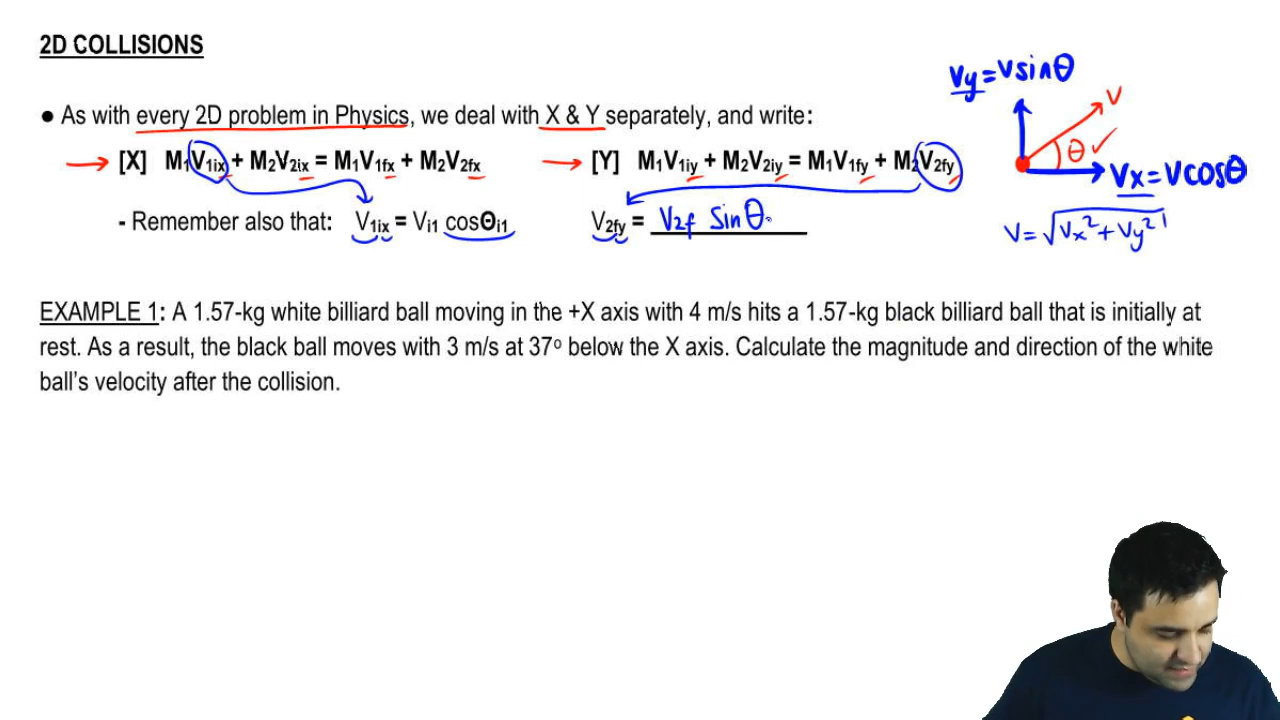 2D COLLISIONS
Vy = V sin θ
V
θ
Vx = V cos θ
V = √Vx² + Vy²
● As with every 2D problem in Physics, we deal with X & Y separately, and write:
[X] M₁V₁ix + M₂V₂ix = M₁V₁fx + M₂V₂fx [Y] M₁V₁iy + M₂V₂iy = M₁V₁fy + M₂V₂fy
- Remember also that: V₁ix = Vi1 cosΘi1 V₂fy = V2f Sin θ.
EXAMPLE 1: A 1.57-kg white billiard ball moving in the +X axis with 4 m/s hits a 1.57-kg black billiard ball that is initially at
rest. As a result, the black ball moves with 3 m/s at 37º below the X axis. Calculate the magnitude and direction of the white
ball's velocity after the collision.